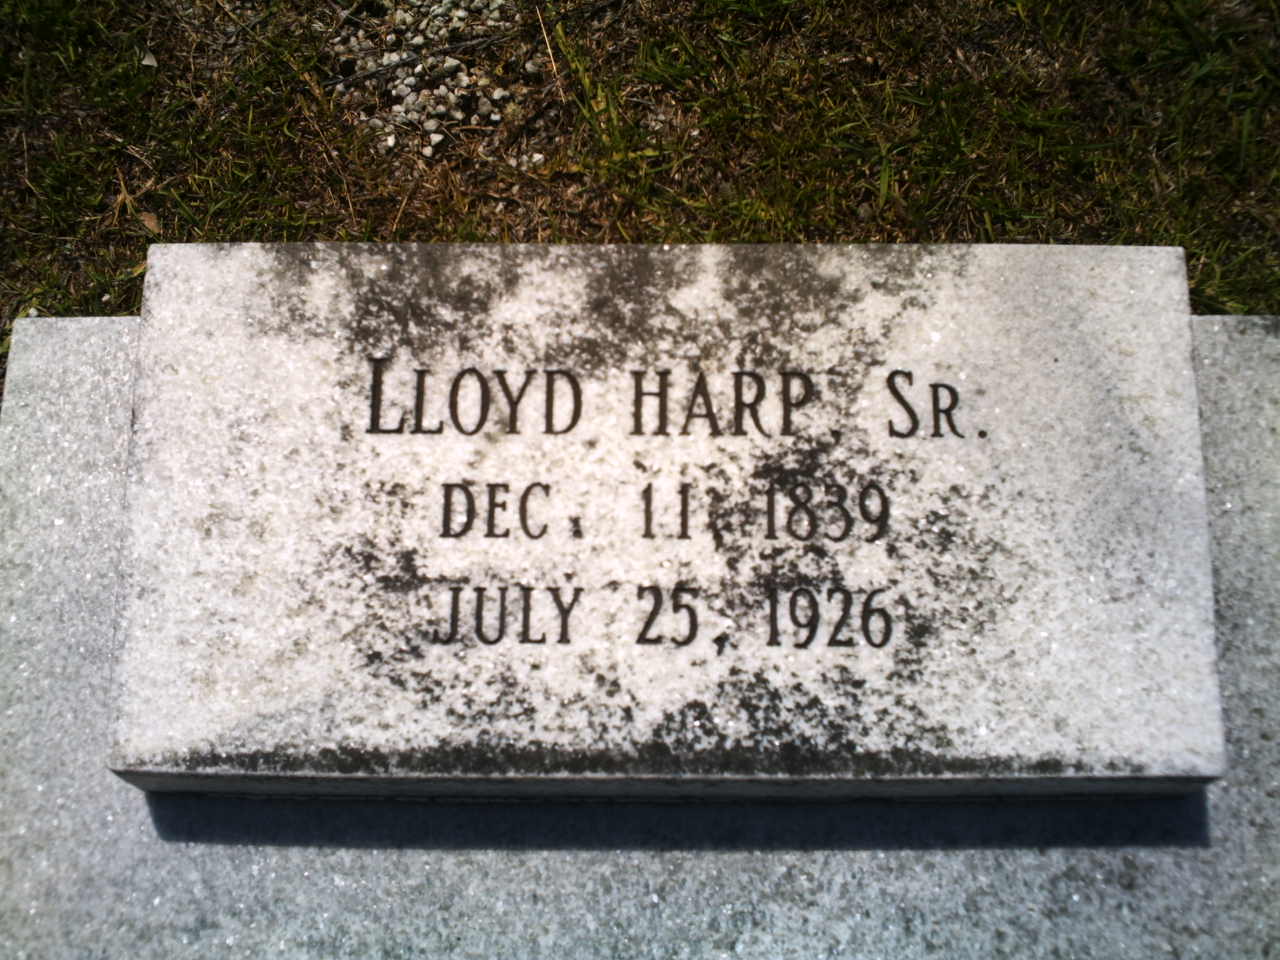 LLOYD HARP, SR.
DEC. 11, 1839
JULY 25, 1926